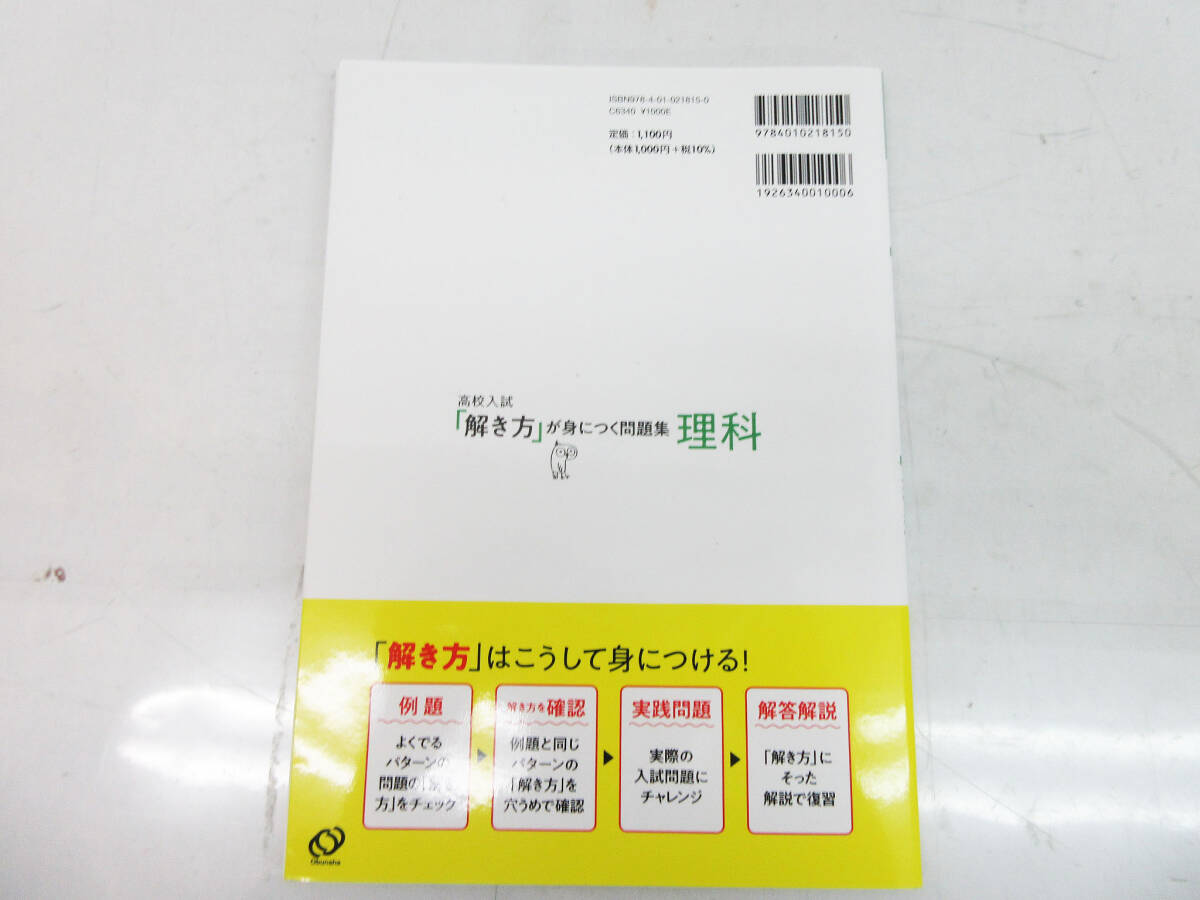 ISBN978-4-01-021815-0
C6340 ¥1000E
定価：1,100円
(本体1,000円+税10%)
9784010218150
1926340010006
高校入試
「解き方」が身につく問題集 理科
「解き方」はこうして身につける!
例題
よくでる
パターンの
問題の「解き
方」をチェック
解き方を確認
例題と同じ
パターンの
「解き方」を
穴うめで確認
実践問題
実際の
入試問題に
チャレンジ
解答解説
「解き方」に
そった
解説で復習
Obunsha